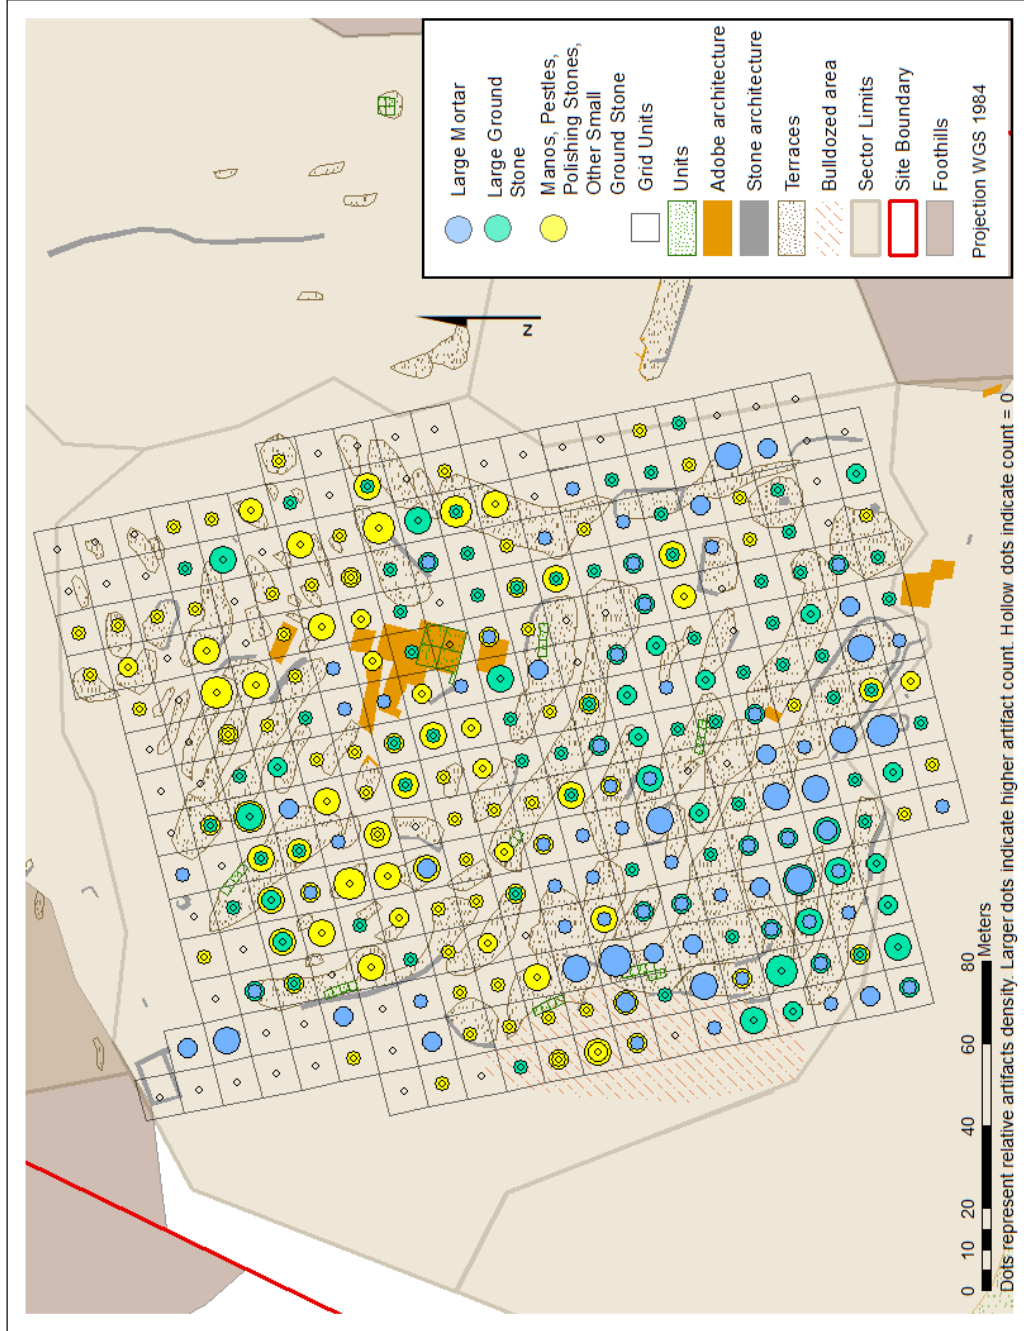 Large Mortar
Large Ground
Stone
Manos, Pestles,
Polishing Stones,
Other Small
Ground Stone
Grid Units
Units
Adobe architecture
Stone architecture
Terraces
Bulldozed area
Sector Limits
Site Boundary
Foothills
Projection WGS 1984
N
0 10 20 40 60 80
Meters
Dots represent relative artifacts density. Larger dots indicate higher artifact count. Hollow dots indicate count = 0